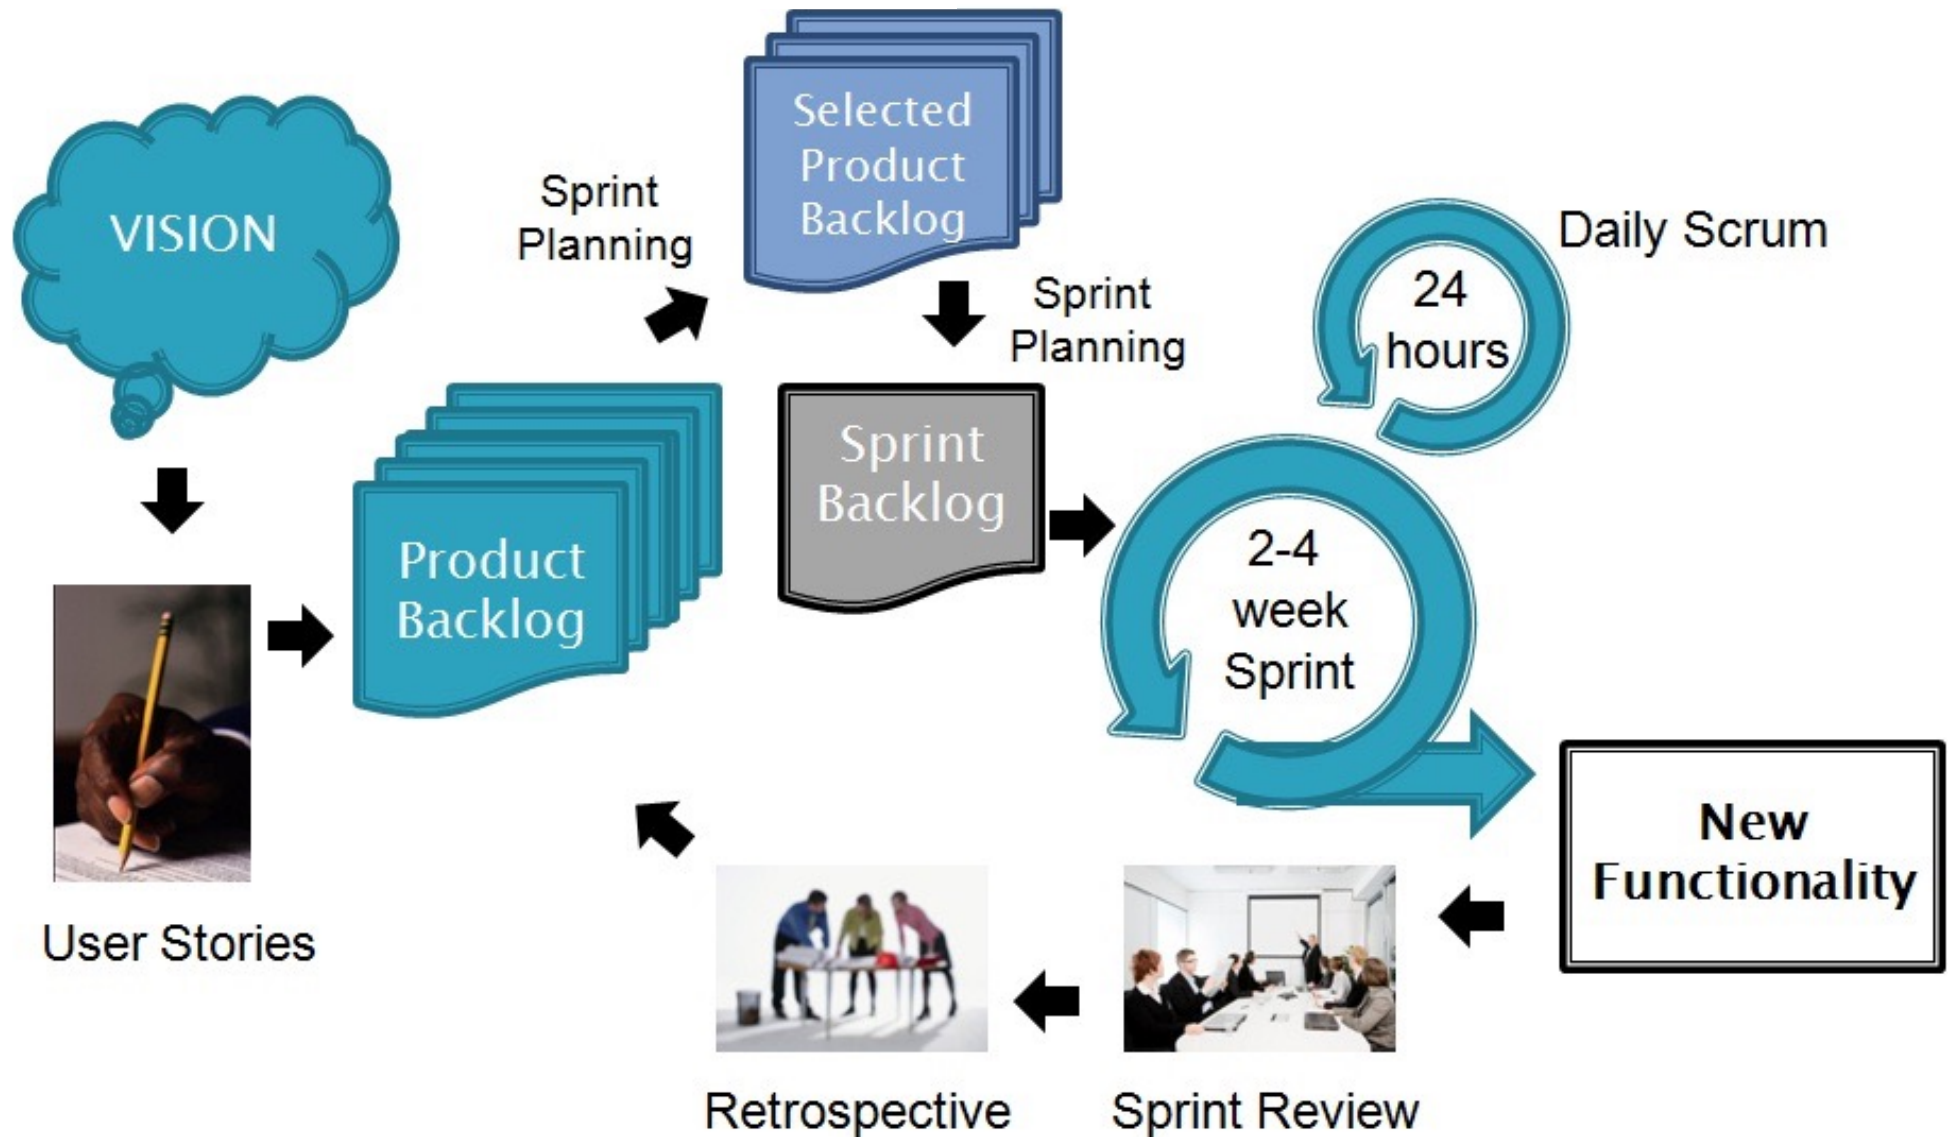 VISION
User Stories
Product
Backlog
Sprint
Planning
Selected
Product
Backlog
Sprint
Planning
Sprint
Backlog
24
hours
Daily Scrum
2-4
week
Sprint
New
Functionality
Sprint Review
Retrospective